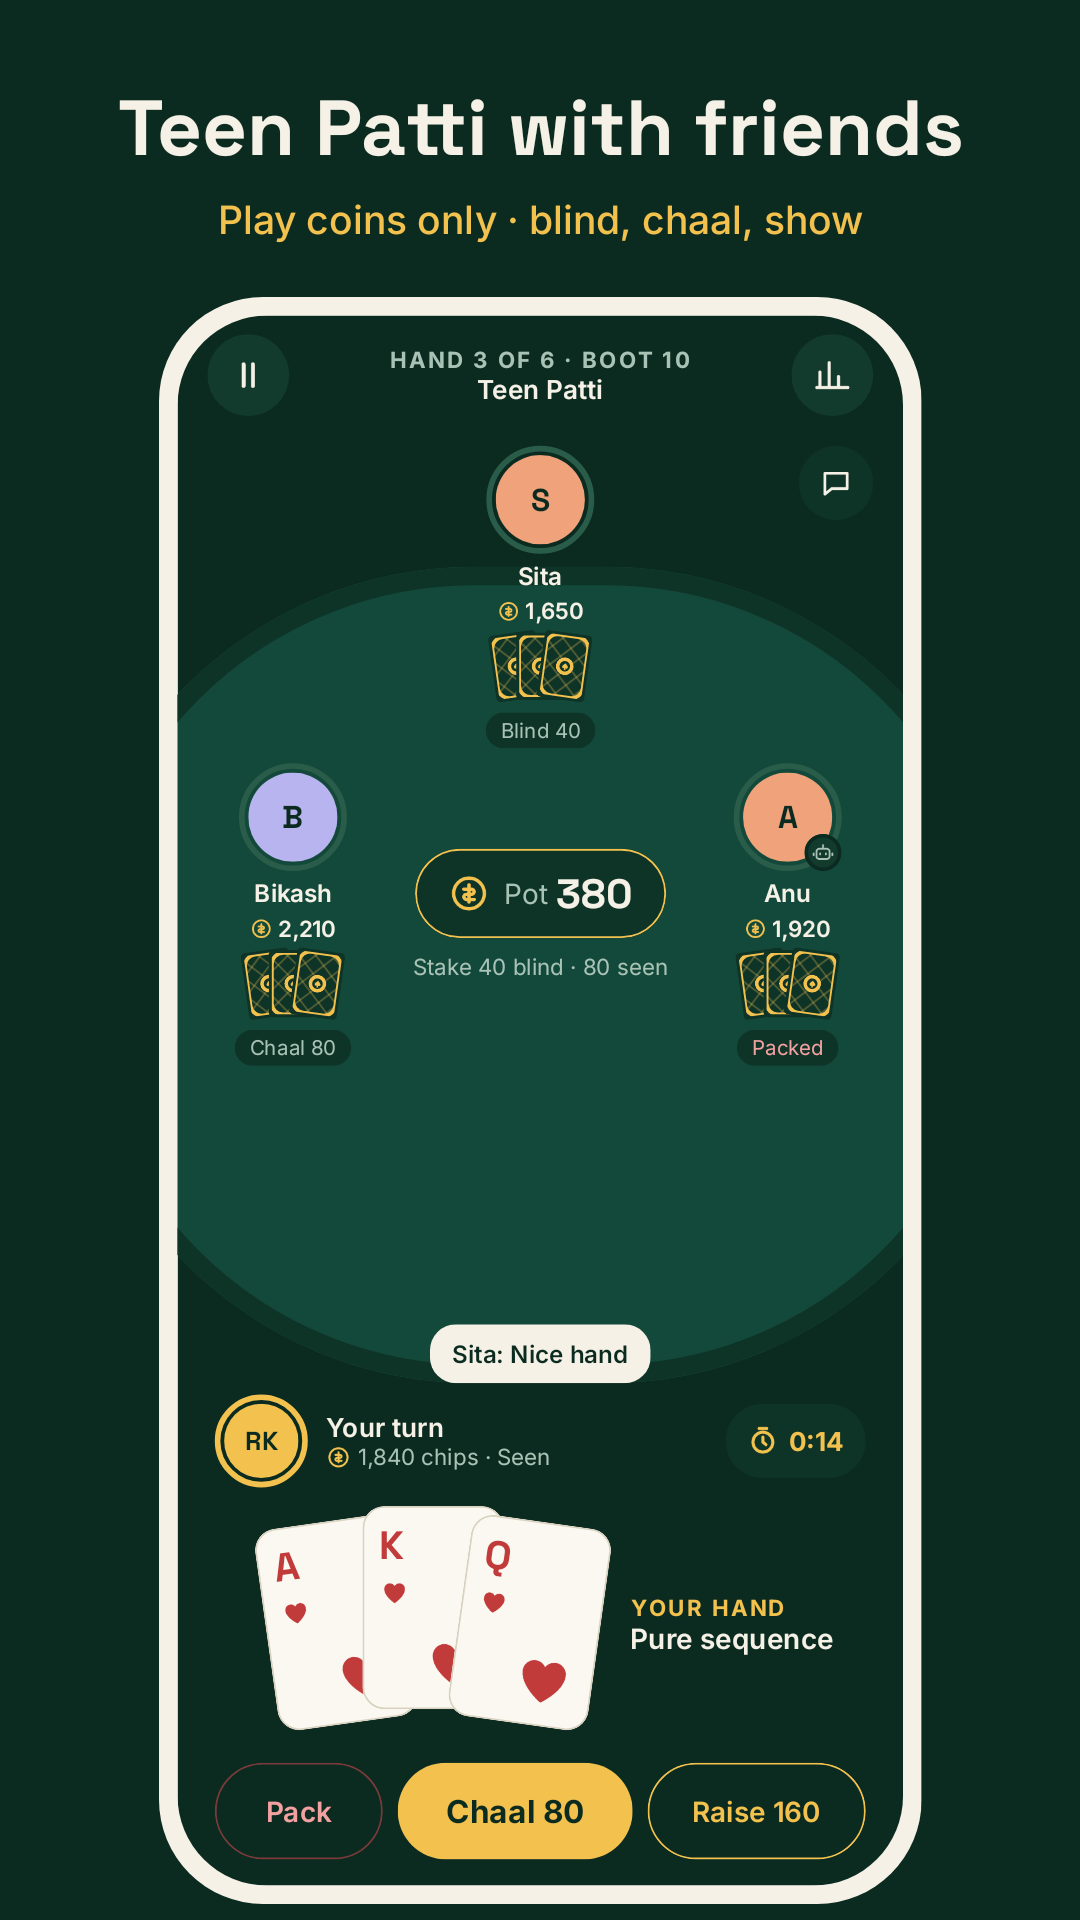 Teen Patti with friends
Play coins only · blind, chaal, show
HAND 3 OF 6 · BOOT 10
Teen Patti
S
Sita
1,650
Blind 40
B
Bikash
2,210
Chaal 80
Pot 380
Stake 40 blind · 80 seen
A
Anu
1,920
Packed
Sita: Nice hand
RK
Your turn
1,840 chips · Seen
0:14
A
K
Q
YOUR HAND
Pure sequence
Pack
Chaal 80
Raise 160